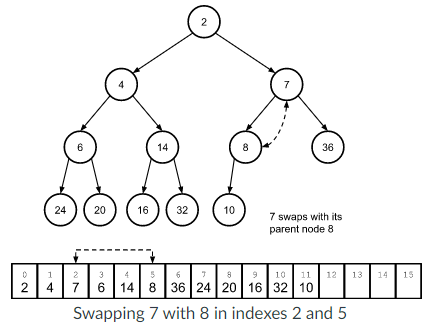 2
4
7
6
14
8
36
24
20
16
32
10
7 swaps with its
parent node 8
0 1 2 3 4 5 6 7 8 9 10 11 12 13 14 15
2 4 7 6 14 8 36 24 20 16 32 10
Swapping 7 with 8 in indexes 2 and 5